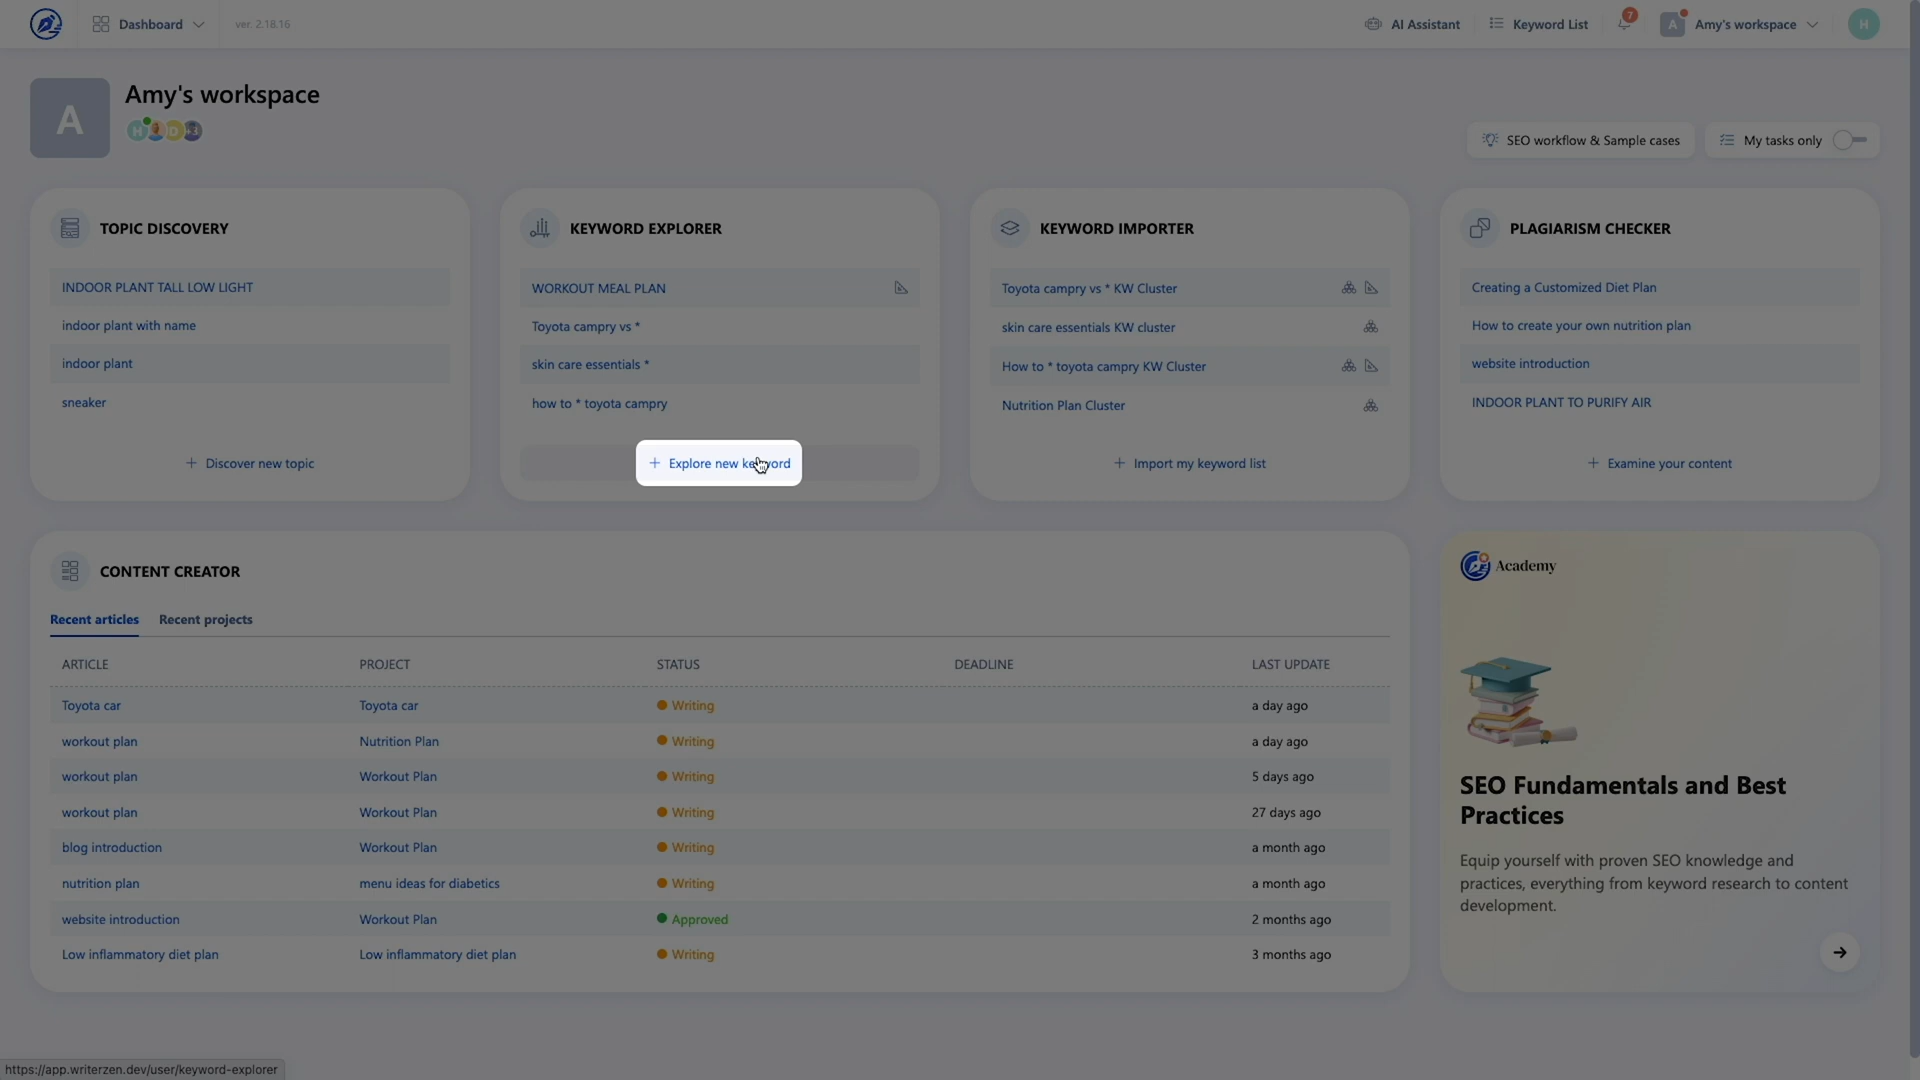 Dashboard
ver. 2.18.16
AI Assistant
Keyword List
7
A
Amy's workspace
H
A
Amy's workspace
H
D
+3
SEO workflow & Sample cases
My tasks only
TOPIC DISCOVERY
INDOOR PLANT TALL LOW LIGHT
indoor plant with name
indoor plant
sneaker
+ Discover new topic
KEYWORD EXPLORER
WORKOUT MEAL PLAN
Toyota campry vs *
skin care essentials *
how to * toyota campry
+ Explore new keyword
KEYWORD IMPORTER
Toyota campry vs * KW Cluster
skin care essentials KW cluster
How to * toyota campry KW Cluster
Nutrition Plan Cluster
+ Import my keyword list
PLAGIARISM CHECKER
Creating a Customized Diet Plan
How to create your own nutrition plan
website introduction
INDOOR PLANT TO PURIFY AIR
+ Examine your content
CONTENT CREATOR
Recent articles Recent projects
ARTICLE PROJECT STATUS DEADLINE LAST UPDATE
Toyota car Toyota car Writing a day ago
workout plan Nutrition Plan Writing a day ago
workout plan Workout Plan Writing 5 days ago
workout plan Workout Plan Writing 27 days ago
blog introduction Workout Plan Writing a month ago
nutrition plan menu ideas for diabetics Writing a month ago
website introduction Workout Plan Approved 2 months ago
Low inflammatory diet plan Low inflammatory diet plan Writing 3 months ago
Academy
SEO Fundamentals and Best
Practices
Equip yourself with proven SEO knowledge and
practices, everything from keyword research to content
development.
https://app.writerzen.dev/user/keyword-explorer